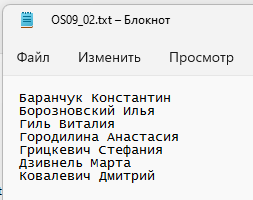 OS09_02.txt – Блокнот
Файл Изменить Просмотр
Баранчук Константин
Борозновский Илья
Гиль Виталия
Городилина Анастасия
Грицкевич Стефания
Дзивнель Марта
Ковалевич Дмитрий